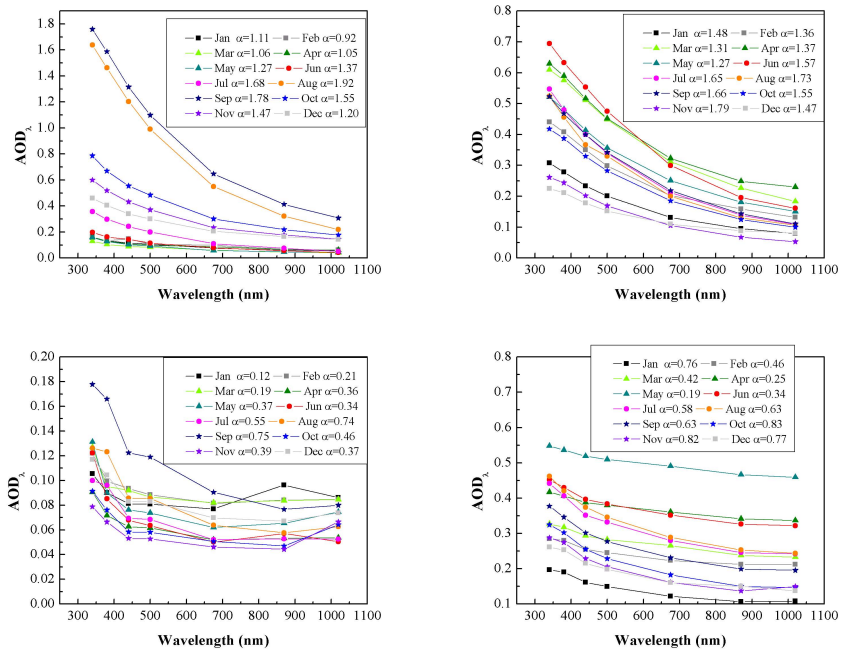 1.8
1.6
1.4
1.2
1.0
0.8
0.6
0.4
0.2
0.0
AODλ
Jan α=1.11 Feb α=0.92
Mar α=1.06 Apr α=1.05
May α=1.27 Jun α=1.37
Jul α=1.68 Aug α=1.92
Sep α=1.78 Oct α=1.55
Nov α=1.47 Dec α=1.20
300 400 500 600 700 800 900 1000 1100
Wavelength (nm)
0.8
0.7
0.6
0.5
0.4
0.3
0.2
0.1
0.0
AODλ
Jan α=1.48 Feb α=1.36
Mar α=1.31 Apr α=1.37
May α=1.27 Jun α=1.57
Jul α=1.65 Aug α=1.73
Sep α=1.66 Oct α=1.55
Nov α=1.79 Dec α=1.47
300 400 500 600 700 800 900 1000 1100
Wavelength (nm)
0.20
0.18
0.16
0.14
0.12
0.10
0.08
0.06
0.04
0.02
0.00
AODλ
Jan α=0.12 Feb α=0.21
Mar α=0.19 Apr α=0.36
May α=0.37 Jun α=0.34
Jul α=0.55 Aug α=0.74
Sep α=0.75 Oct α=0.46
Nov α=0.39 Dec α=0.37
300 400 500 600 700 800 900 1000 1100
Wavelength (nm)
0.8
0.7
0.6
0.5
0.4
0.3
0.2
0.1
AODλ
Jan α=0.76 Feb α=0.46
Mar α=0.42 Apr α=0.25
May α=0.19 Jun α=0.34
Jul α=0.58 Aug α=0.63
Sep α=0.63 Oct α=0.83
Nov α=0.82 Dec α=0.77
300 400 500 600 700 800 900 1000 1100
Wavelength (nm)